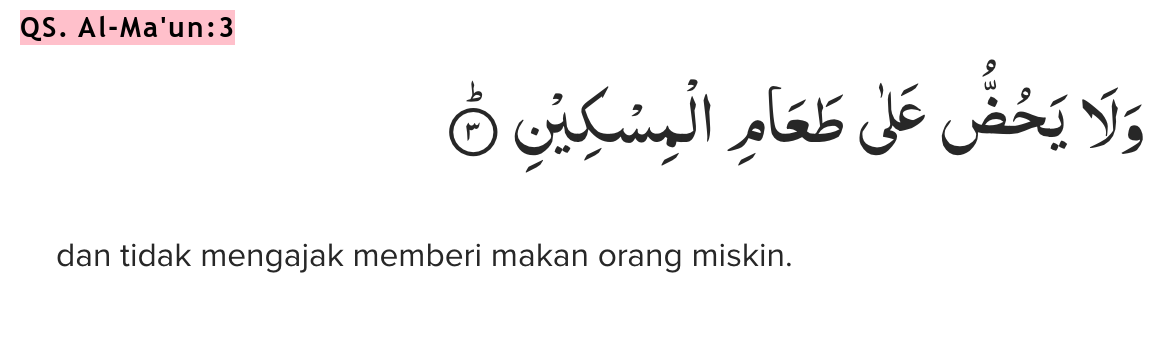 QS. Al-Ma'un:3
وَلَا يَحُضُّ عَلٰى طَعَامِ الْمِسْكِيْنِۗ ٣
dan tidak mengajak memberi makan orang miskin.